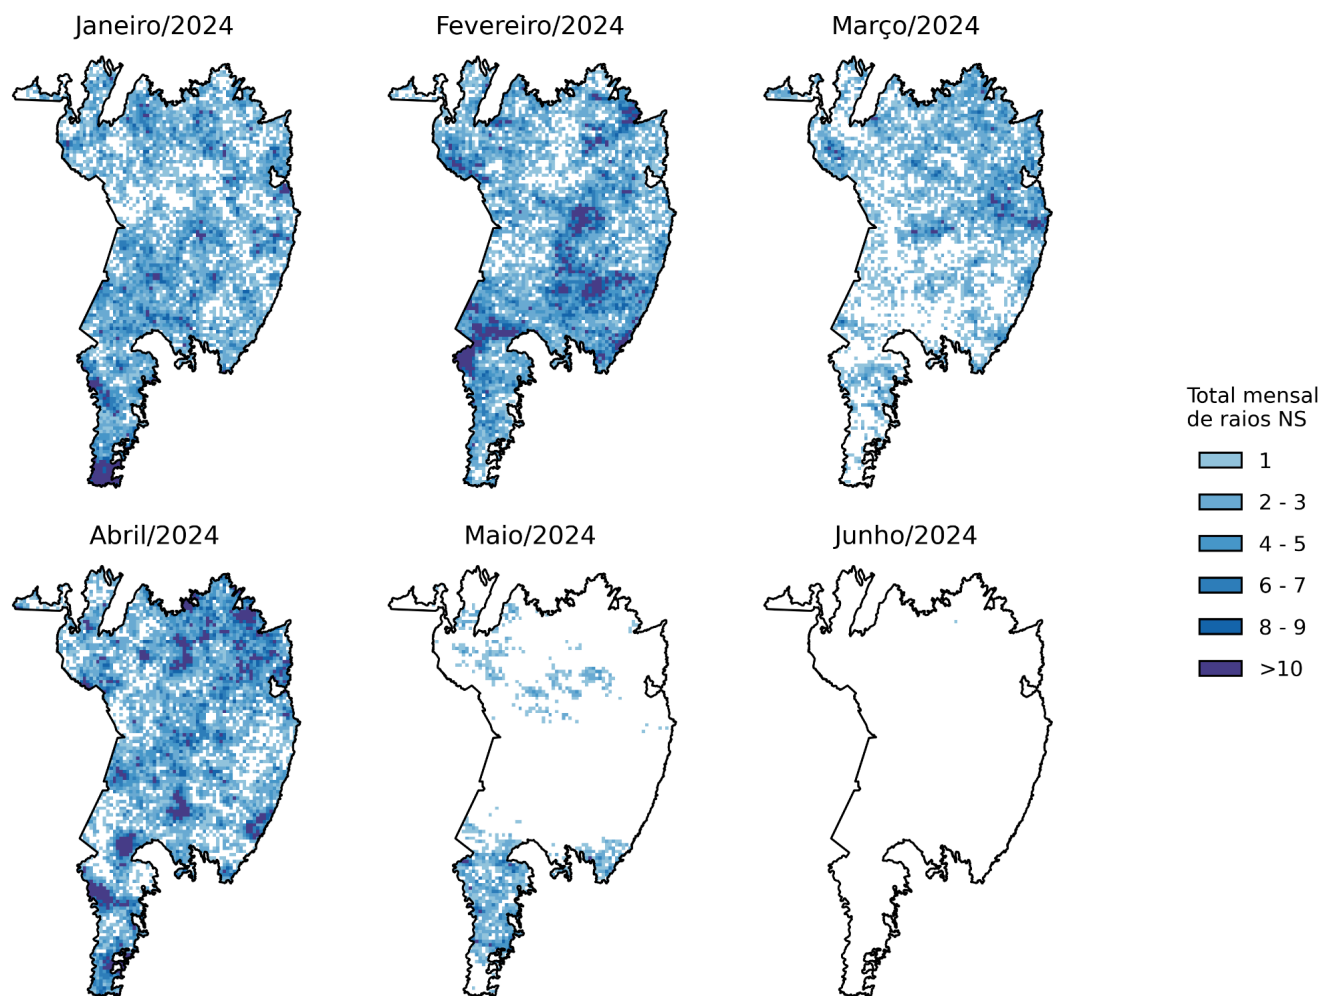 Janeiro/2024
Fevereiro/2024
Março/2024
Abril/2024
Maio/2024
Junho/2024
Total mensal
de raios NS
1
2 - 3
4 - 5
6 - 7
8 - 9
>10